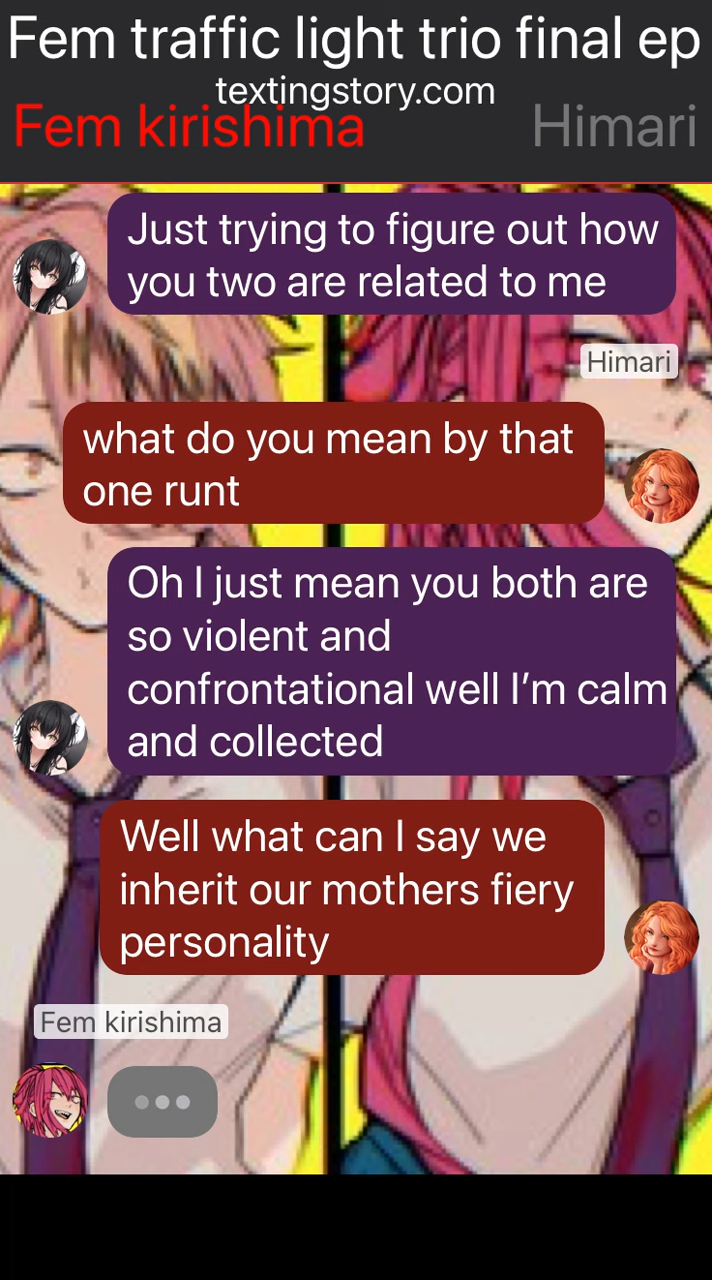 Fem traffic light trio final ep
textingstory.com
Fem kirishima Himari
Just trying to figure out how
you two are related to me
Himari
what do you mean by that
one runt
Oh I just mean you both are
so violent and
confrontational well I’m calm
and collected
Well what can I say we
inherit our mothers fiery
personality
Fem kirishima